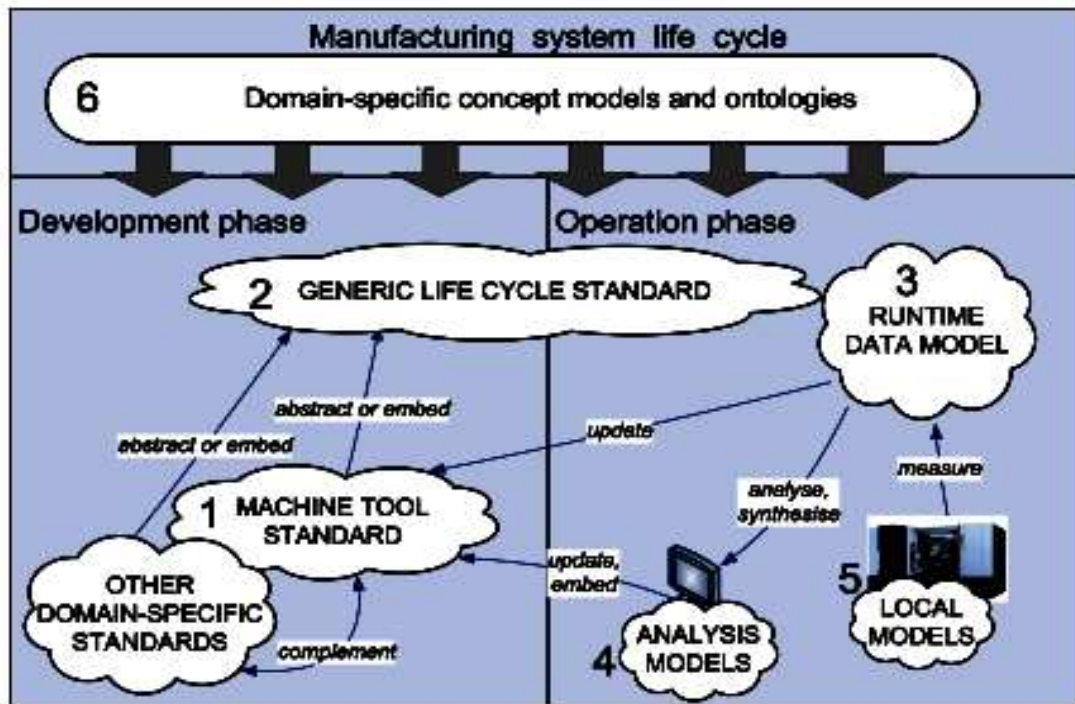 Manufacturing system life cycle
6 Domain-specific concept models and ontologies
Development phase
Operation phase
2 GENERIC LIFE CYCLE STANDARD
3
RUNTIME
DATA MODEL
abstract or embed
abstract or embed
update
measure
analyse,
synthesise
1 MACHINE TOOL
STANDARD
OTHER
DOMAIN-SPECIFIC
STANDARDS
complement
update,
embed
4 ANALYSIS
MODELS
5 LOCAL
MODELS